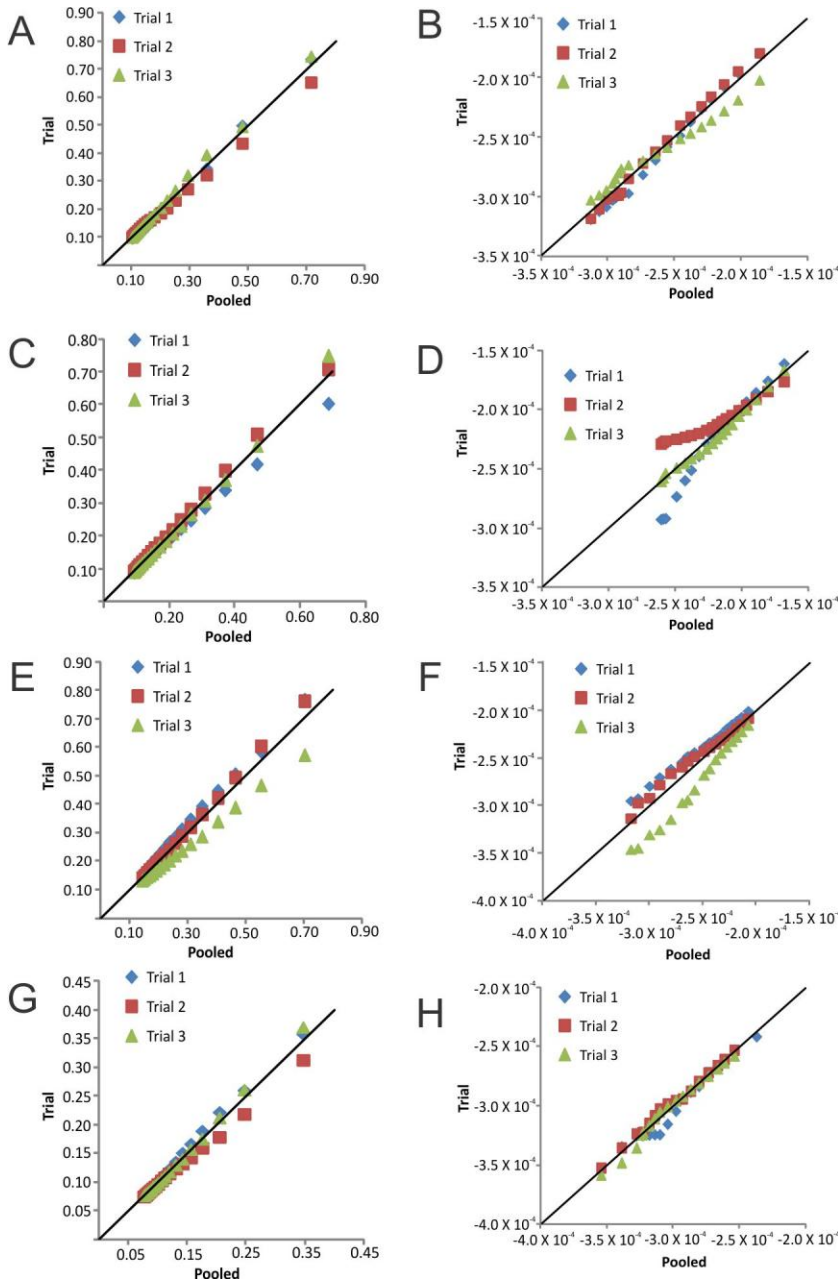 A
0.90
0.80
0.70
0.60
0.50
0.40
0.30
0.20
0.10
Trial
Trial 1
Trial 2
Trial 3
0.10 0.30 0.50 0.70 0.90
Pooled
B
-1.5 X 10⁻⁴
-2.0 X 10⁻⁴
-2.5 X 10⁻⁴
-3.0 X 10⁻⁴
-3.5 X 10⁻⁴
Trial
Trial 1
Trial 2
Trial 3
-3.5 X 10⁻⁴ -3.0 X 10⁻⁴ -2.5 X 10⁻⁴ -2.0 X 10⁻⁴ -1.5 X 10⁻⁴
Pooled
C
0.80
0.70
0.60
0.50
0.40
0.30
0.20
0.10
Trial
Trial 1
Trial 2
Trial 3
0.20 0.40 0.60 0.80
Pooled
D
-1.5 X 10⁻⁴
-2.0 X 10⁻⁴
-2.5 X 10⁻⁴
-3.0 X 10⁻⁴
-3.5 X 10⁻⁴
Trial
Trial 1
Trial 2
Trial 3
-3.5 X 10⁻⁴ -3.0 X 10⁻⁴ -2.5 X 10⁻⁴ -2.0 X 10⁻⁴ -1.5 X 10⁻⁴
Pooled
E
0.90
0.80
0.70
0.60
0.50
0.40
0.30
0.20
0.10
Trial
Trial 1
Trial 2
Trial 3
0.10 0.30 0.50 0.70 0.90
Pooled
F
-1.5 X 10⁻⁴
-2.0 X 10⁻⁴
-2.5 X 10⁻⁴
-3.0 X 10⁻⁴
-3.5 X 10⁻⁴
-4.0 X 10⁻⁴
Trial
Trial 1
Trial 2
Trial 3
-3.5 X 10⁻⁴ -2.5 X 10⁻⁴ -1.5 X 10⁻⁴
-4.0 X 10⁻⁴ -3.0 X 10⁻⁴ -2.0 X 10⁻⁴
Pooled
G
0.45
0.40
0.35
0.30
0.25
0.20
0.15
0.10
0.05
Trial
Trial 1
Trial 2
Trial 3
0.05 0.15 0.25 0.35 0.45
Pooled
H
-2.0 X 10⁻⁴
-2.5 X 10⁻⁴
-3.0 X 10⁻⁴
-3.5 X 10⁻⁴
-4.0 X 10⁻⁴
Trial
Trial 1
Trial 2
Trial 3
-4.0 X 10⁻⁴ -3.5 X 10⁻⁴ -3.0 X 10⁻⁴ -2.5 X 10⁻⁴ -2.0 X 10⁻⁴
Pooled